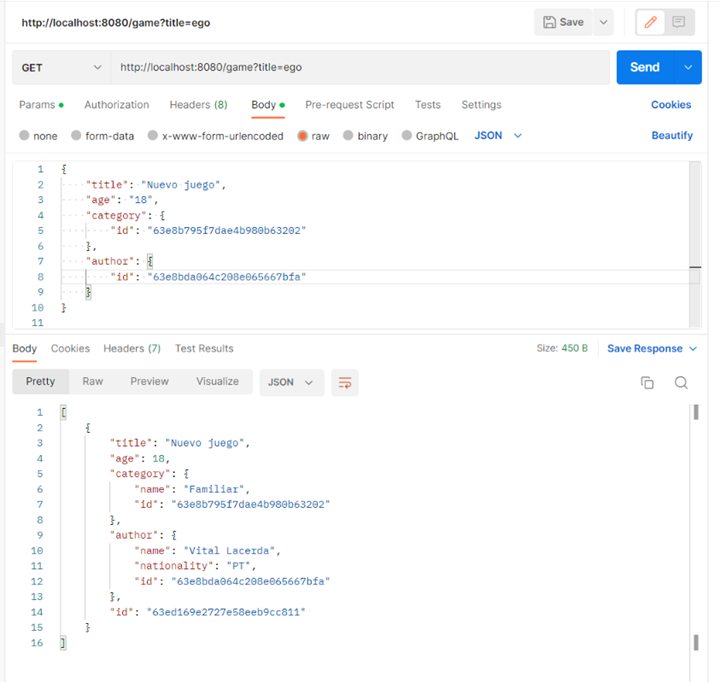 http://localhost:8080/game?title=ego
Save
GET
http://localhost:8080/game?title=ego
Send
Params
Authorization
Headers (8)
Body
Pre-request Script
Tests
Settings
Cookies
none
form-data
x-www-form-urlencoded
raw
binary
GraphQL
JSON
Beautify
1 {
2 "title": "Nuevo juego",
3 "age": "18",
4 "category": {
5 "id": "63e8b795f7dae4b980b63202"
6 },
7 "author": {
8 "id": "63e8bda064c208e065667bfa"
9 }
10 }
11
Body
Cookies
Headers (7)
Test Results
Size: 450 B
Save Response
Pretty
Raw
Preview
Visualize
JSON
1 [
2 {
3 "title": "Nuevo juego",
4 "age": 18,
5 "category": {
6 "name": "Familiar",
7 "id": "63e8b795f7dae4b980b63202"
8 },
9 "author": {
10 "name": "Vital Lacerda",
11 "nationality": "PT",
12 "id": "63e8bda064c208e065667bfa"
13 },
14 "id": "63ed169e2727e58eeb9cc811"
15 }
16 ]